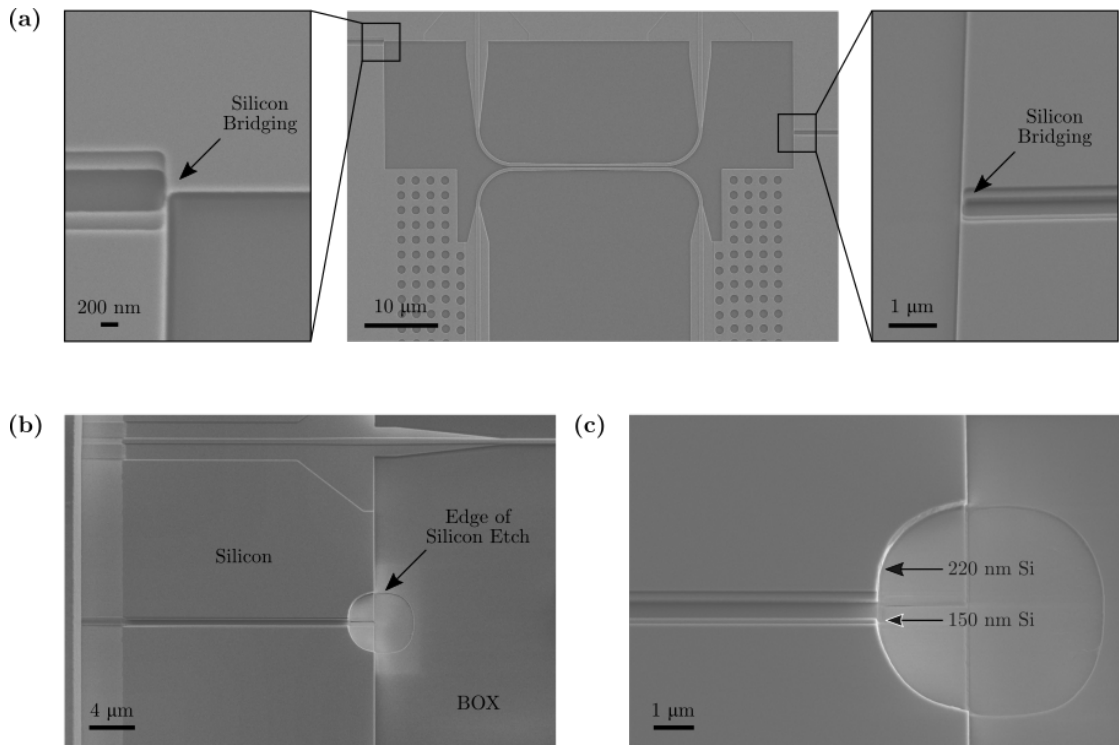 (a)
Silicon
Bridging
200 nm
10 μm
Silicon
Bridging
1 μm
(b)
Silicon
Edge of
Silicon Etch
BOX
4 μm
(c)
220 nm Si
150 nm Si
1 μm